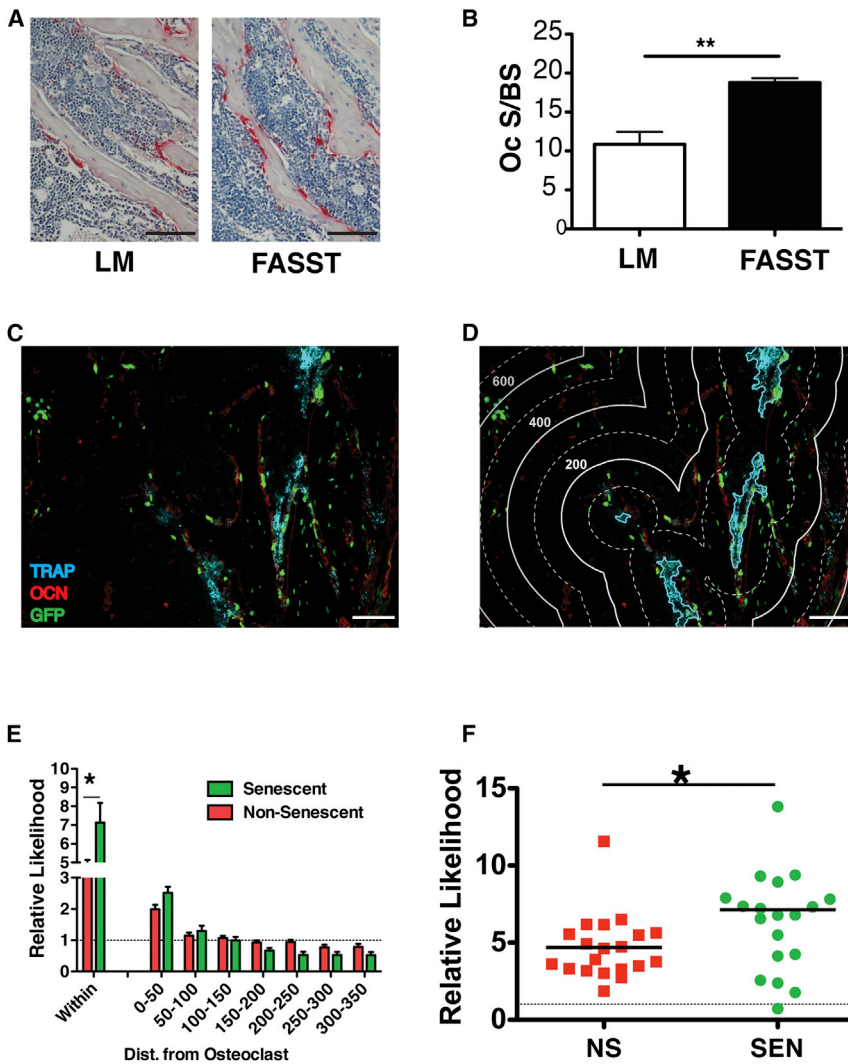 A
LM
FASST
B
Oc S/BS
25
20
15
10
5
0
**
LM
FASST
C
TRAP
OCN
GFP
D
600
400
200
E
Relative Likelihood
10
9
8
7
6
5
3
2
1
0
*
Senescent
Non-Senescent
Within
0-50
50-100
100-150
150-200
200-250
250-300
300-350
Dist. from Osteoclast
F
Relative Likelihood
15
10
5
0
*
NS
SEN